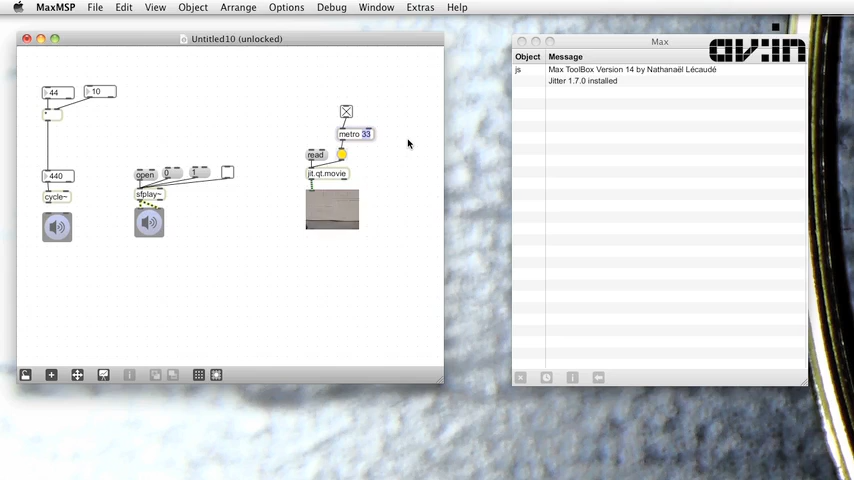 MaxMSP File Edit View Object Arrange Options Debug Window Extras Help
Untitled10 (unlocked)
44
10
440
cycle~
open
0
1
sfplay~
metro 33
read
jit.qt.movie
Max
av:in
Object Message
js Max ToolBox Version 14 by Nathanaël Lécaudé
Jitter 1.7.0 installed